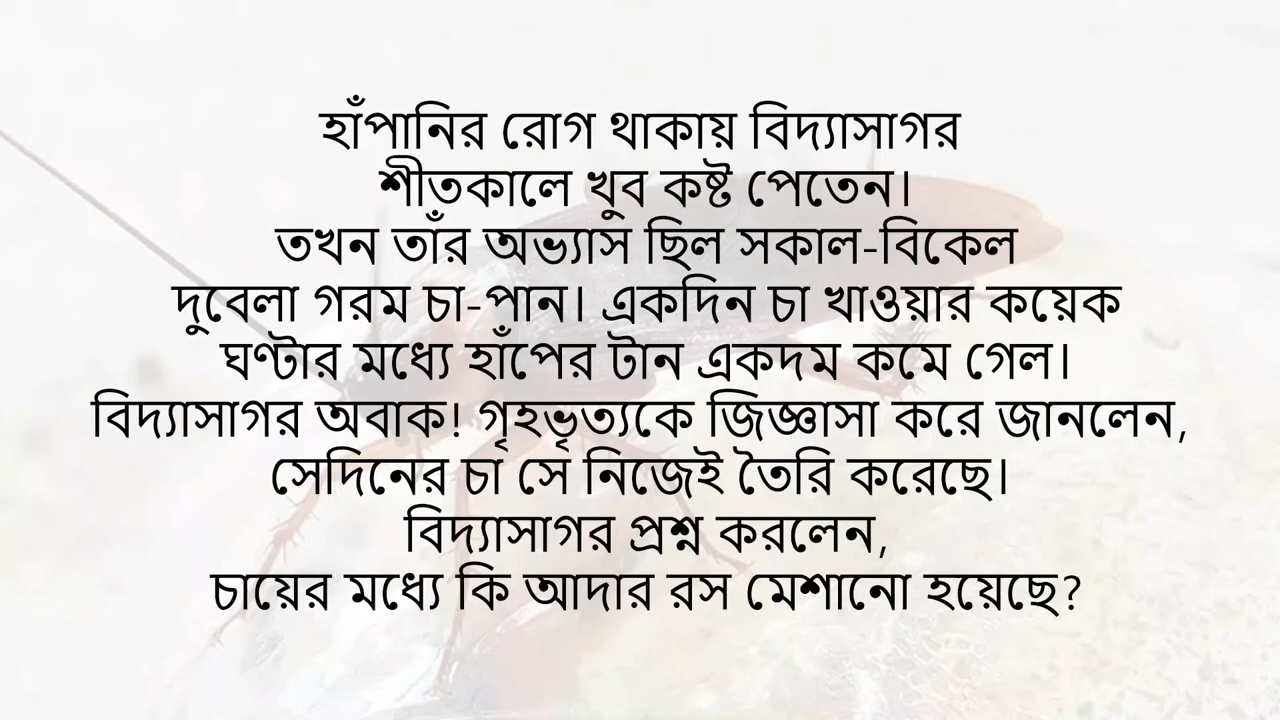 হাঁপানির রোগ থাকায় বিদ্যাসাগর
শীতকালে খুব কষ্ট পেতেন।
তখন তাঁর অভ্যাস ছিল সকাল-বিকেল
দুবেলা গরম চা-পান। একদিন চা খাওয়ার কয়েক
ঘণ্টার মধ্যে হাঁপের টান একদম কমে গেল।
বিদ্যাসাগর অবাক! গৃহভৃত্যকে জিজ্ঞাসা করে জানলেন,
সেদিনের চা সে নিজেই তৈরি করেছে।
বিদ্যাসাগর প্রশ্ন করলেন,
চায়ের মধ্যে কি আদার রস মেশানো হয়েছে?